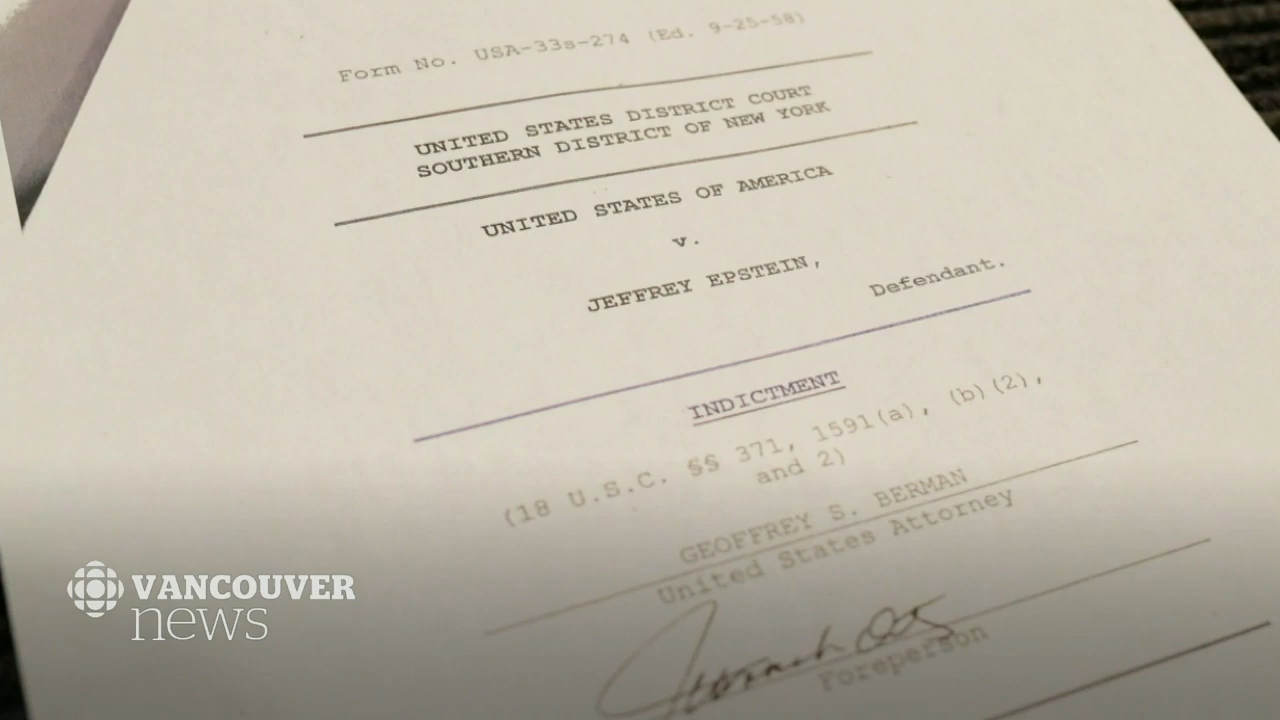 Form No. USA-33s-274 (Ed. 9-25-58)
UNITED STATES DISTRICT COURT
SOUTHERN DISTRICT OF NEW YORK
UNITED STATES OF AMERICA
v.
JEFFREY EPSTEIN,
Defendant.
INDICTMENT
(18 U.S.C. §§ 371, 1591(a), (b)(2),
and 2)
GEOFFREY S. BERMAN
United States Attorney
Foreperson
VANCOUVER
news